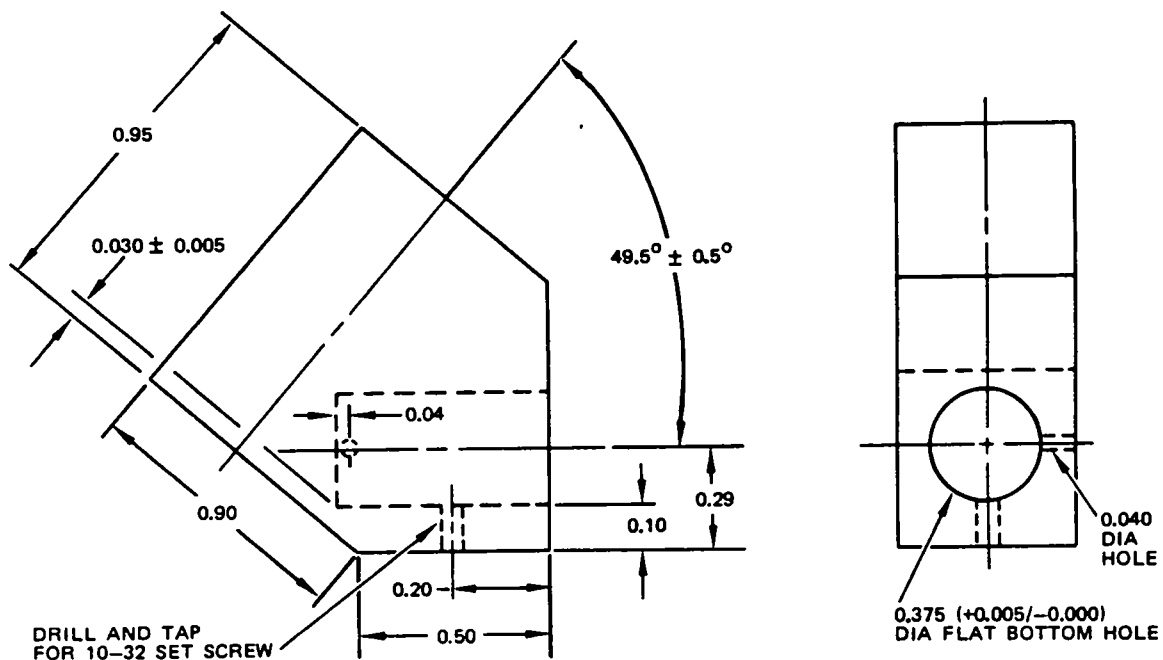 0.95
0.030 ± 0.005
49.5° ± 0.5°
0.04
0.90
0.10
0.29
0.20
0.50
DRILL AND TAP
FOR 10-32 SET SCREW
0.040
DIA
HOLE
0.375 (+0.005/-0.000)
DIA FLAT BOTTOM HOLE